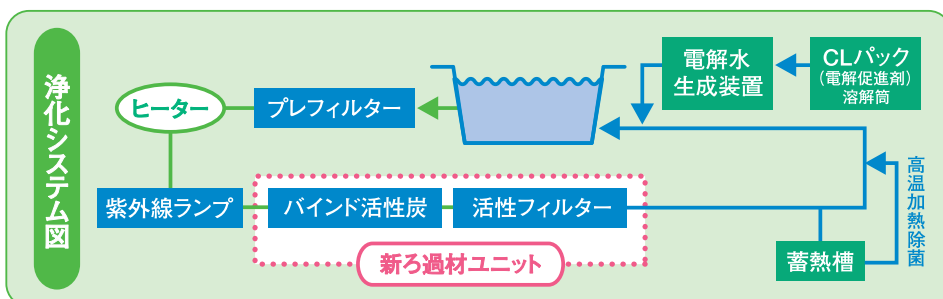 浄化システム図
ヒーター
プレフィルター
電解水
生成装置
CLパック
(電解促進剤)
溶解筒
紫外線ランプ
バインド活性炭
活性フィルター
新ろ過材ユニット
蓄熱槽
高温加熱除菌